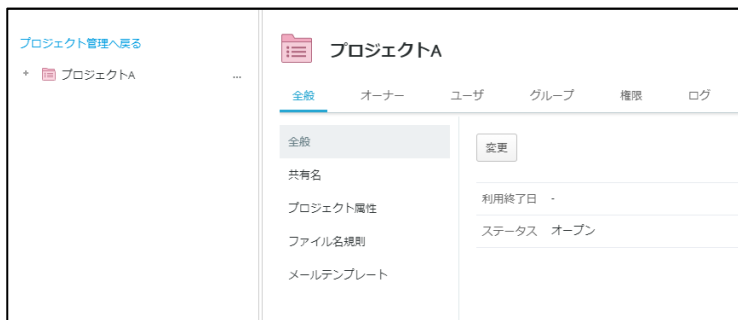 プロジェクト管理へ戻る
+ プロジェクトA ...
プロジェクトA
全般 オーナー ユーザ グループ 権限 ログ
全般
共有名
プロジェクト属性
ファイル名規則
メールテンプレート
変更
利用終了日 -
ステータス オープン